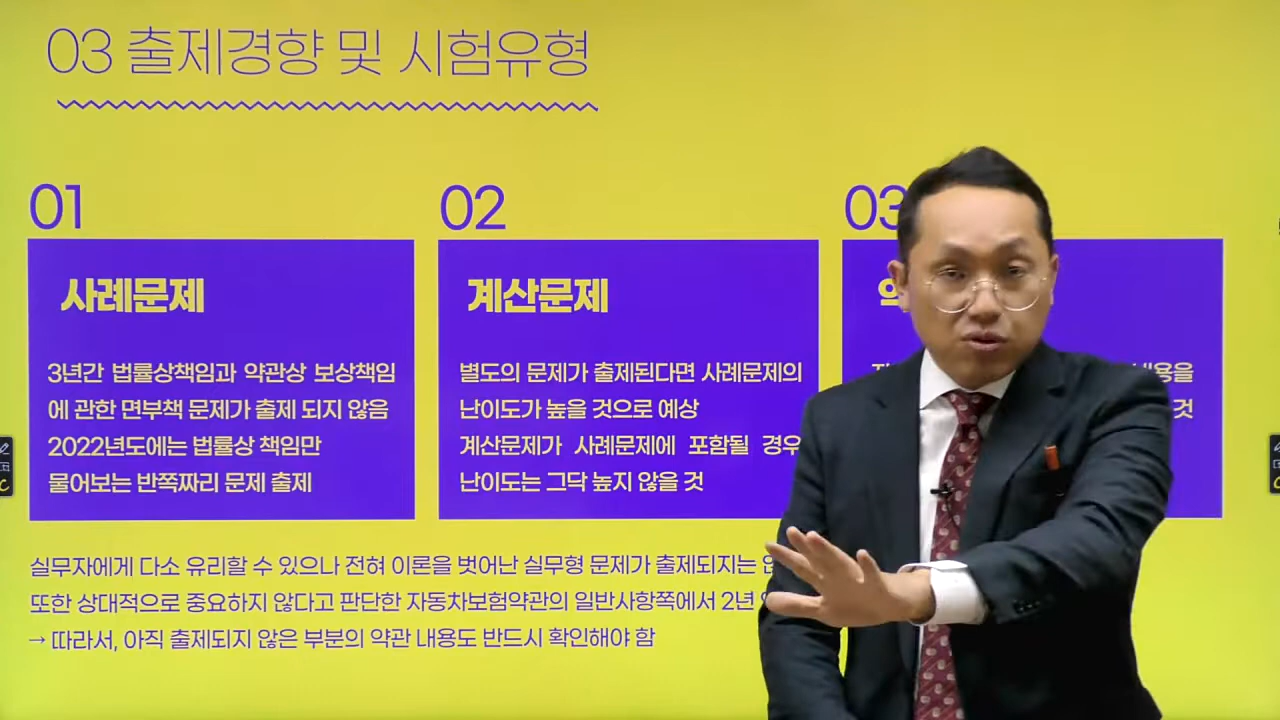 03 출제경향 및 시험유형
01
사례문제
3년간 법률상책임과 약관상 보상책임
에 관한 면부책 문제가 출제 되지 않음
2022년도에는 법률상 책임만
물어보는 반쪽짜리 문제 출제
02
계산문제
별도의 문제가 출제된다면 사례문제의
난이도가 높을 것으로 예상
계산문제가 사례문제에 포함될 경우
난이도는 그닥 높지 않을 것
03
내용을
것
실무자에게 다소 유리할 수 있으나 전혀 이론을 벗어난 실무형 문제가 출제되지는
또한 상대적으로 중요하지 않다고 판단한 자동차보험약관의 일반사항쪽에서 2년
→ 따라서, 아직 출제되지 않은 부분의 약관 내용도 반드시 확인해야 함